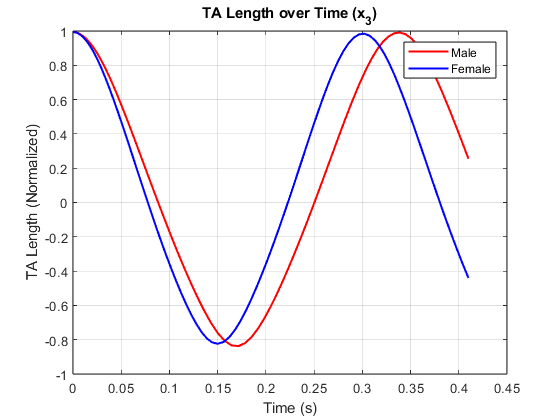 TA Length over Time (x3)
1
0.8
0.6
0.4
0.2
0
-0.2
-0.4
-0.6
-0.8
-1
TA Length (Normalized)
Male
Female
0 0.05 0.1 0.15 0.2 0.25 0.3 0.35 0.4 0.45
Time (s)